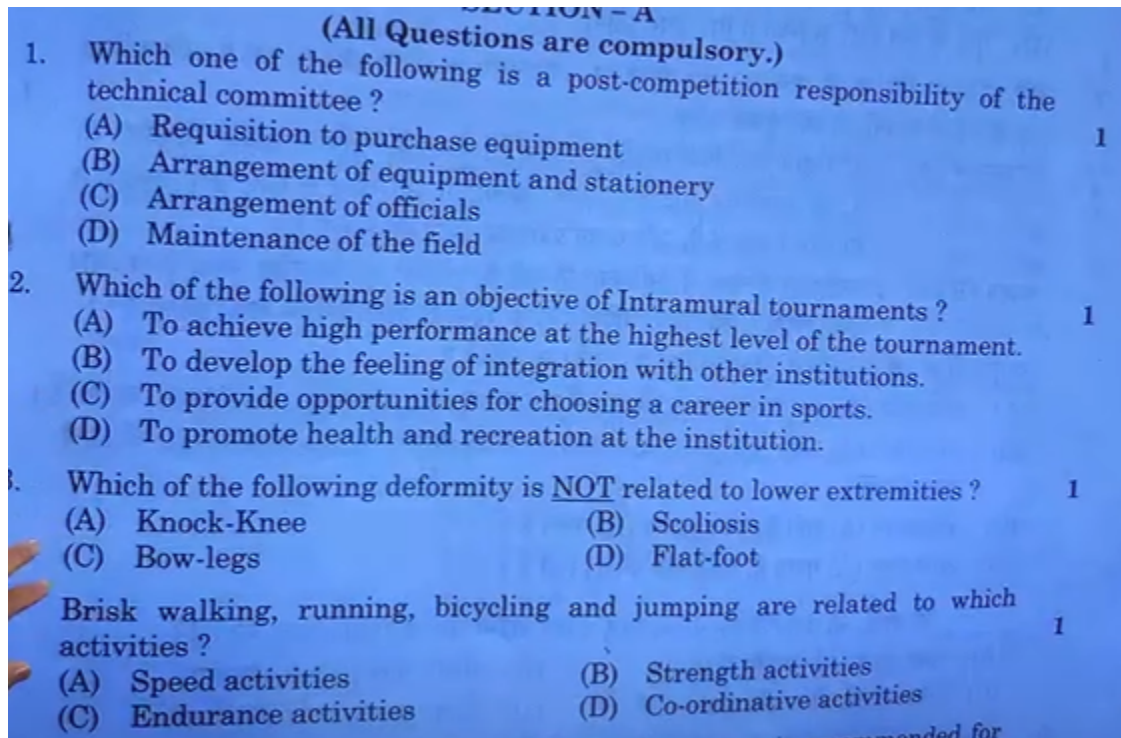 – A
(All Questions are compulsory.)
1. Which one of the following is a post-competition responsibility of the
technical committee ? 1
(A) Requisition to purchase equipment
(B) Arrangement of equipment and stationery
(C) Arrangement of officials
(D) Maintenance of the field
2. Which of the following is an objective of Intramural tournaments ? 1
(A) To achieve high performance at the highest level of the tournament.
(B) To develop the feeling of integration with other institutions.
(C) To provide opportunities for choosing a career in sports.
(D) To promote health and recreation at the institution.
3. Which of the following deformity is NOT related to lower extremities ? 1
(A) Knock-Knee (B) Scoliosis
(C) Bow-legs (D) Flat-foot
Brisk walking, running, bicycling and jumping are related to which
activities ? 1
(A) Speed activities (B) Strength activities
(C) Endurance activities (D) Co-ordinative activities
for